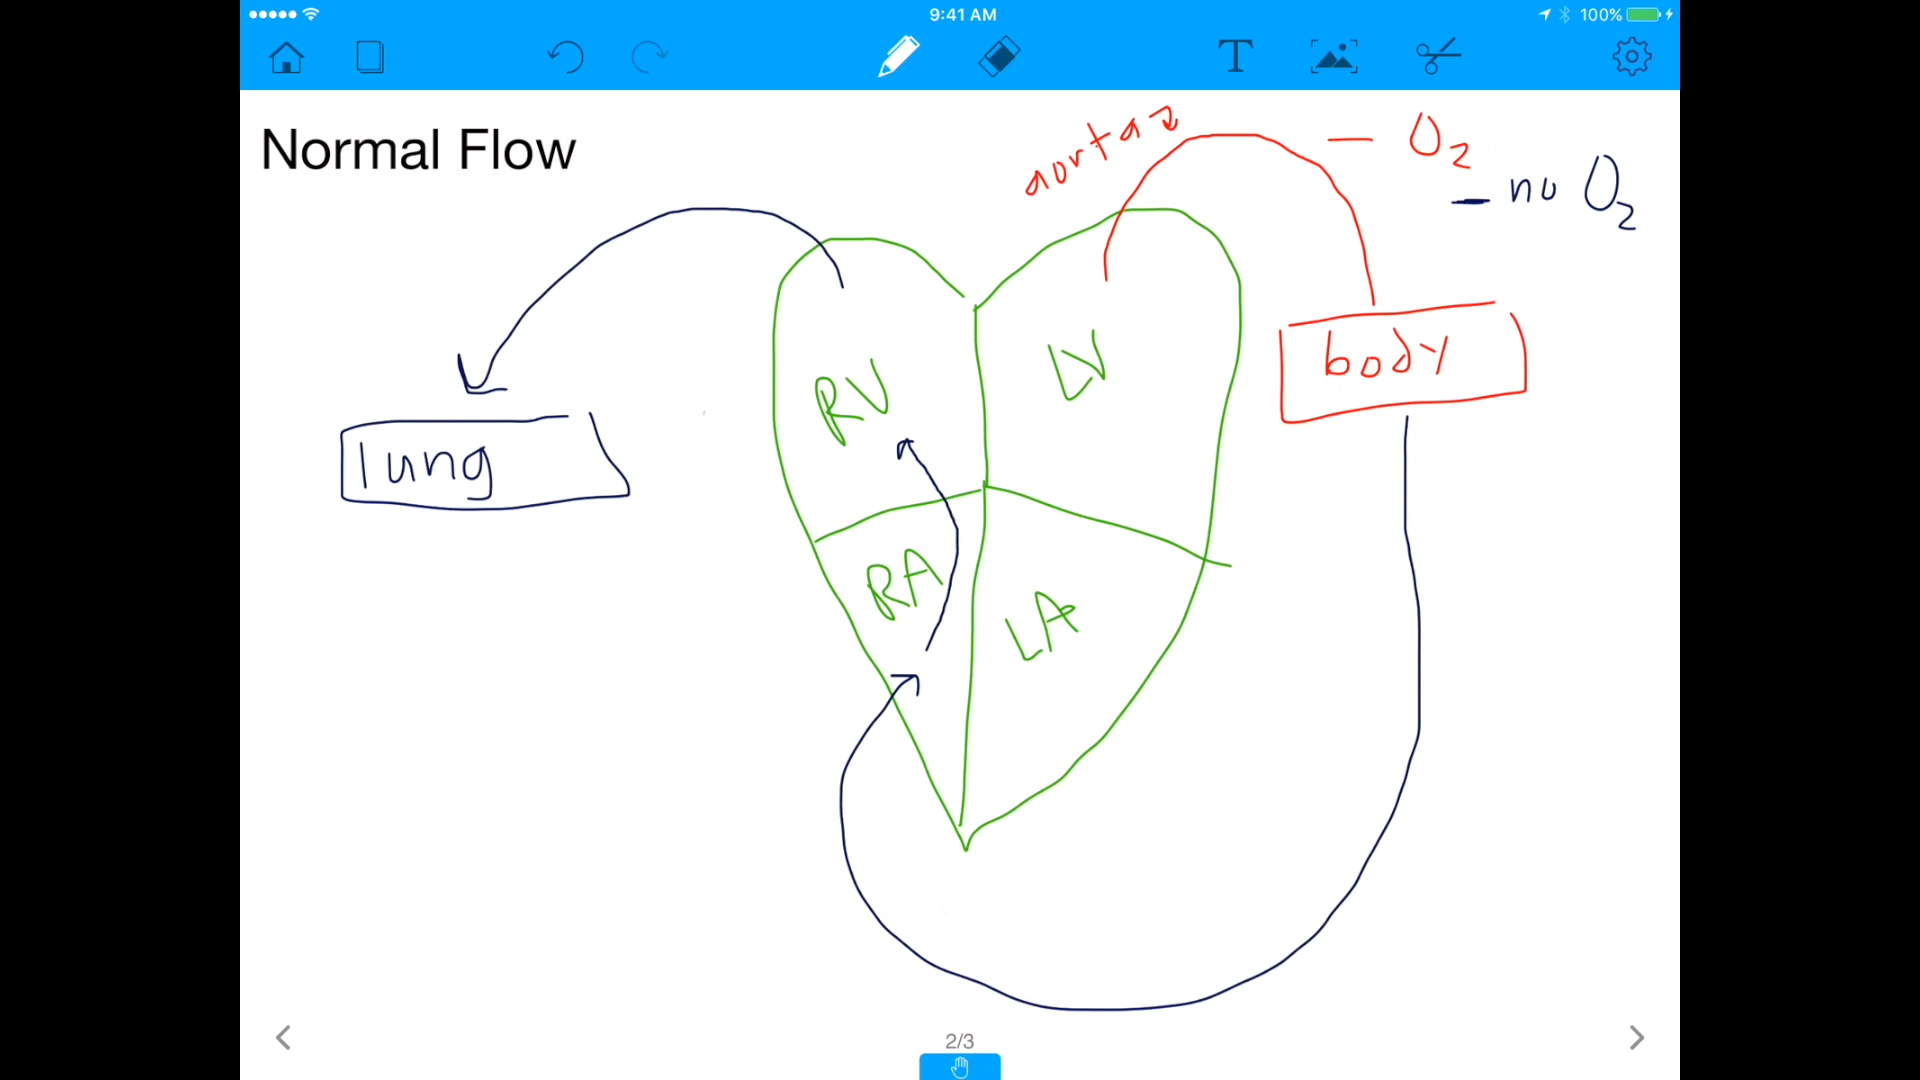 9:41 AM
100%
T
Normal Flow
aorta
— O2
— no O2
RV
LV
body
lung
RA
LA
2/3